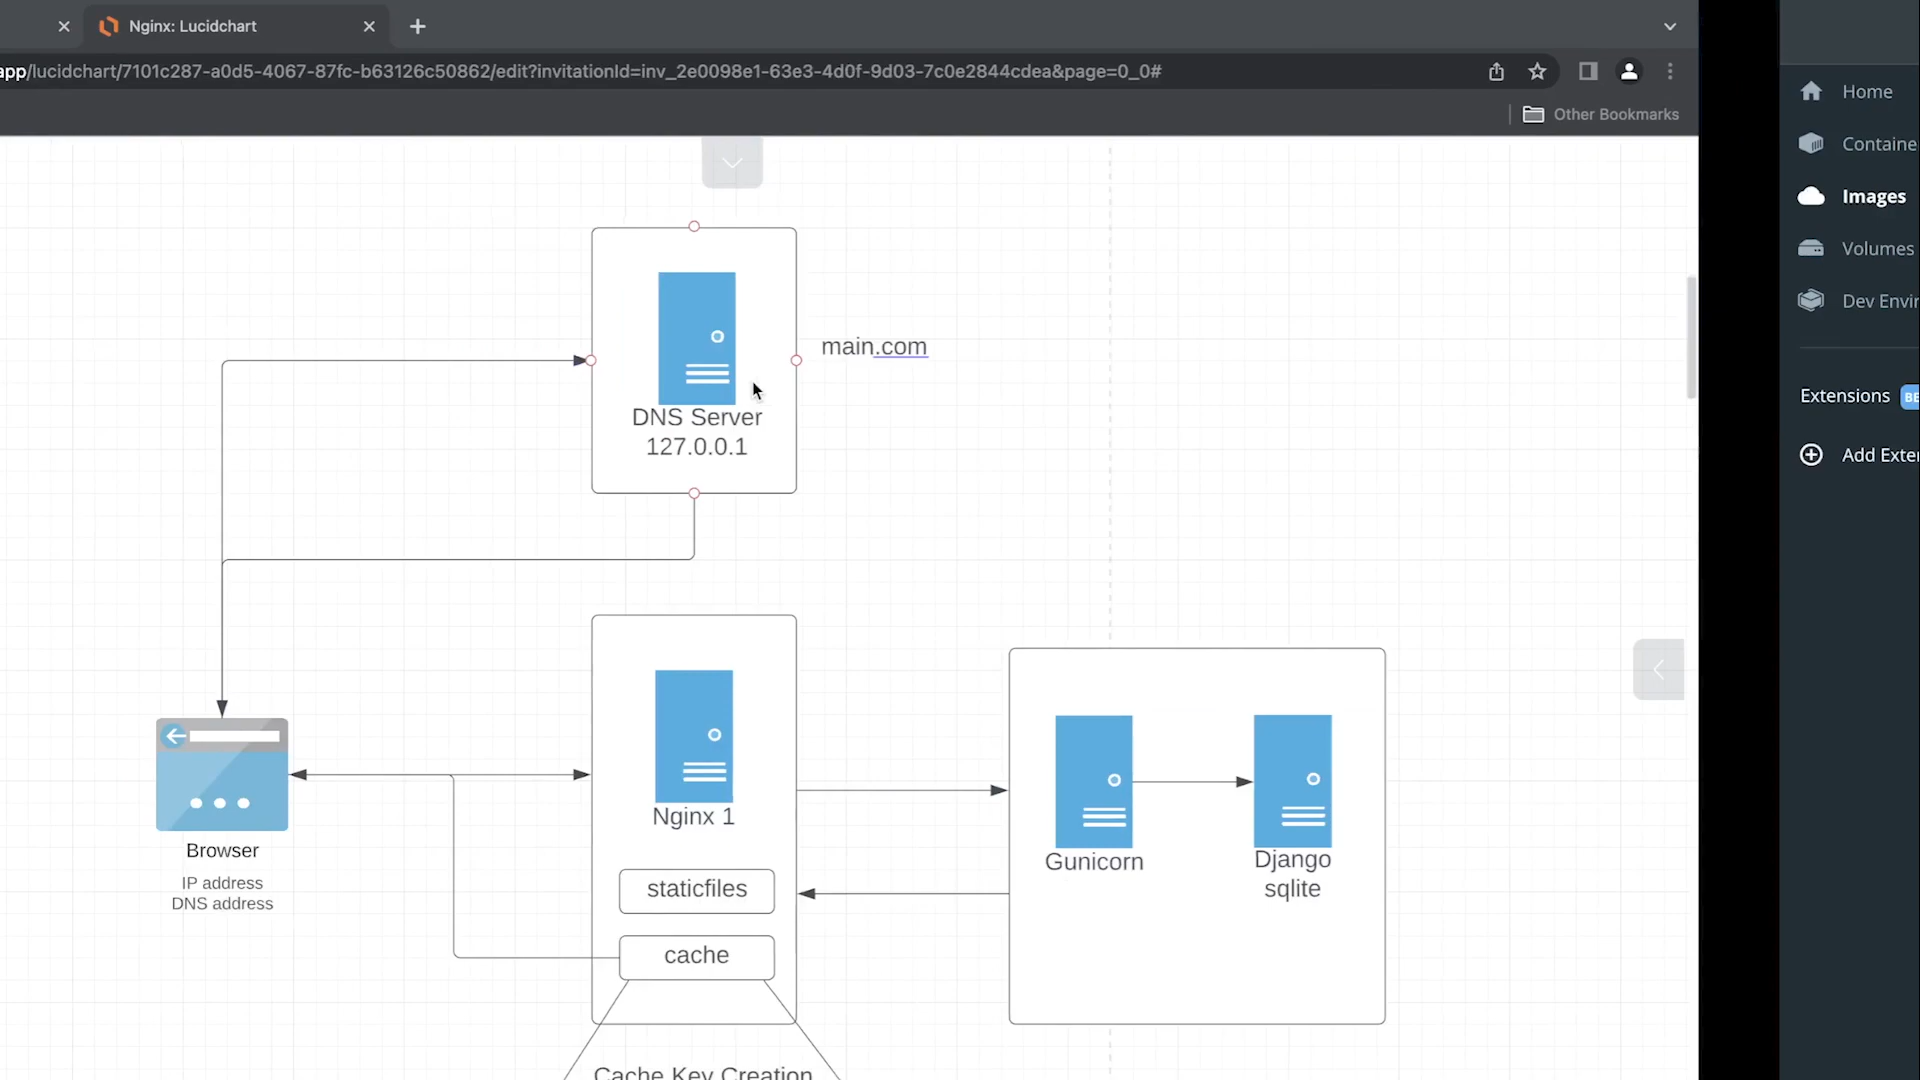 Nginx: Lucidchart
app/lucidchart/7101c287-a0d5-4067-87fc-b63126c50862/edit?invitationId=inv_2e0098e1-63e3-4d0f-9d03-7c0e2844cdea&page=0_0#
Other Bookmarks
DNS Server
127.0.0.1
main.com
Browser
IP address
DNS address
Nginx 1
staticfiles
cache
Cache Key Creation
Gunicorn
Django
sqlite
Home
Containe
Images
Volumes
Dev Envir
Extensions BE
Add Exter